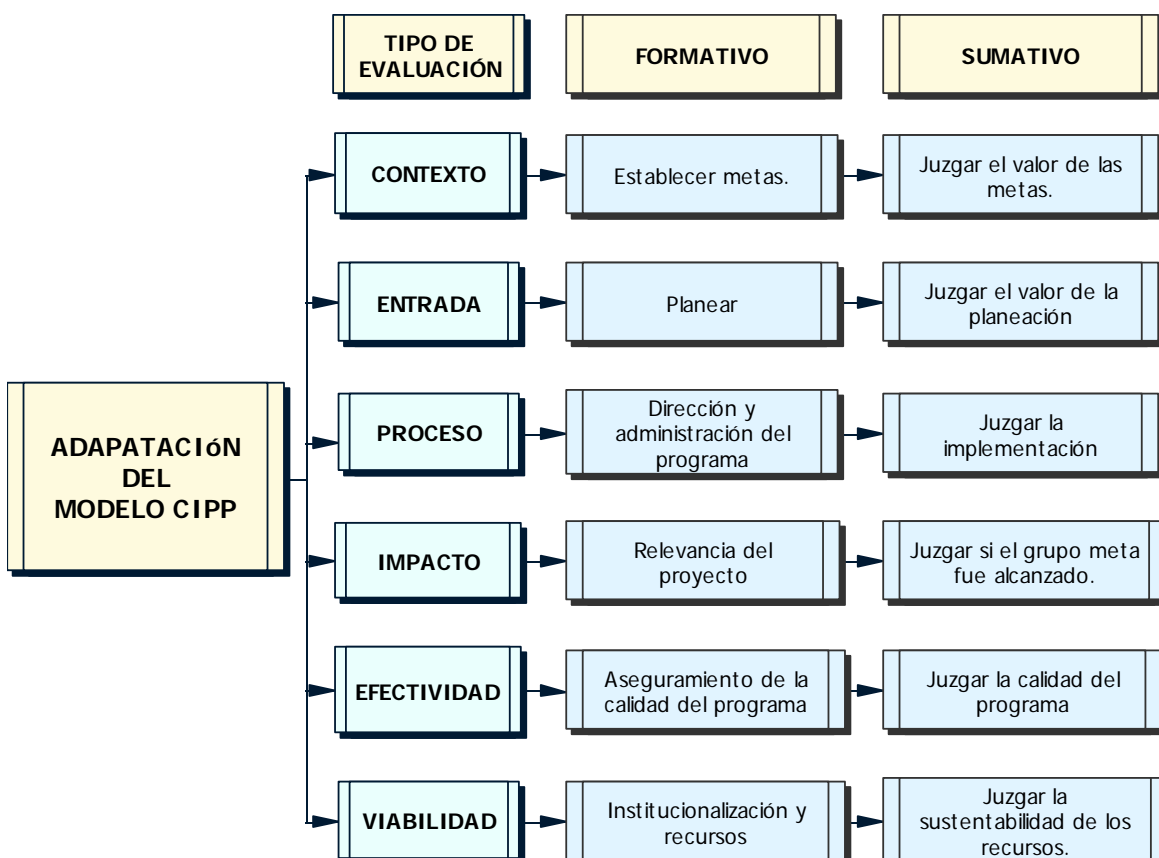 TIPO DE
EVALUACIÓN
FORMATIVO
SUMATIVO
CONTEXTO
Establecer metas.
Juzgar el valor de las
metas.
ENTRADA
Planear
Juzgar el valor de la
planeación
ADAPATACIóN
DEL
MODELO CIPP
PROCESO
Dirección y
administración del
programa
Juzgar la
implementación
IMPACTO
Relevancia del
proyecto
Juzgar si el grupo meta
fue alcanzado.
EFECTIVIDAD
Aseguramiento de la
calidad del programa
Juzgar la calidad del
programa
VIABILIDAD
Institucionalización y
recursos
Juzgar la
sustentabilidad de los
recursos.